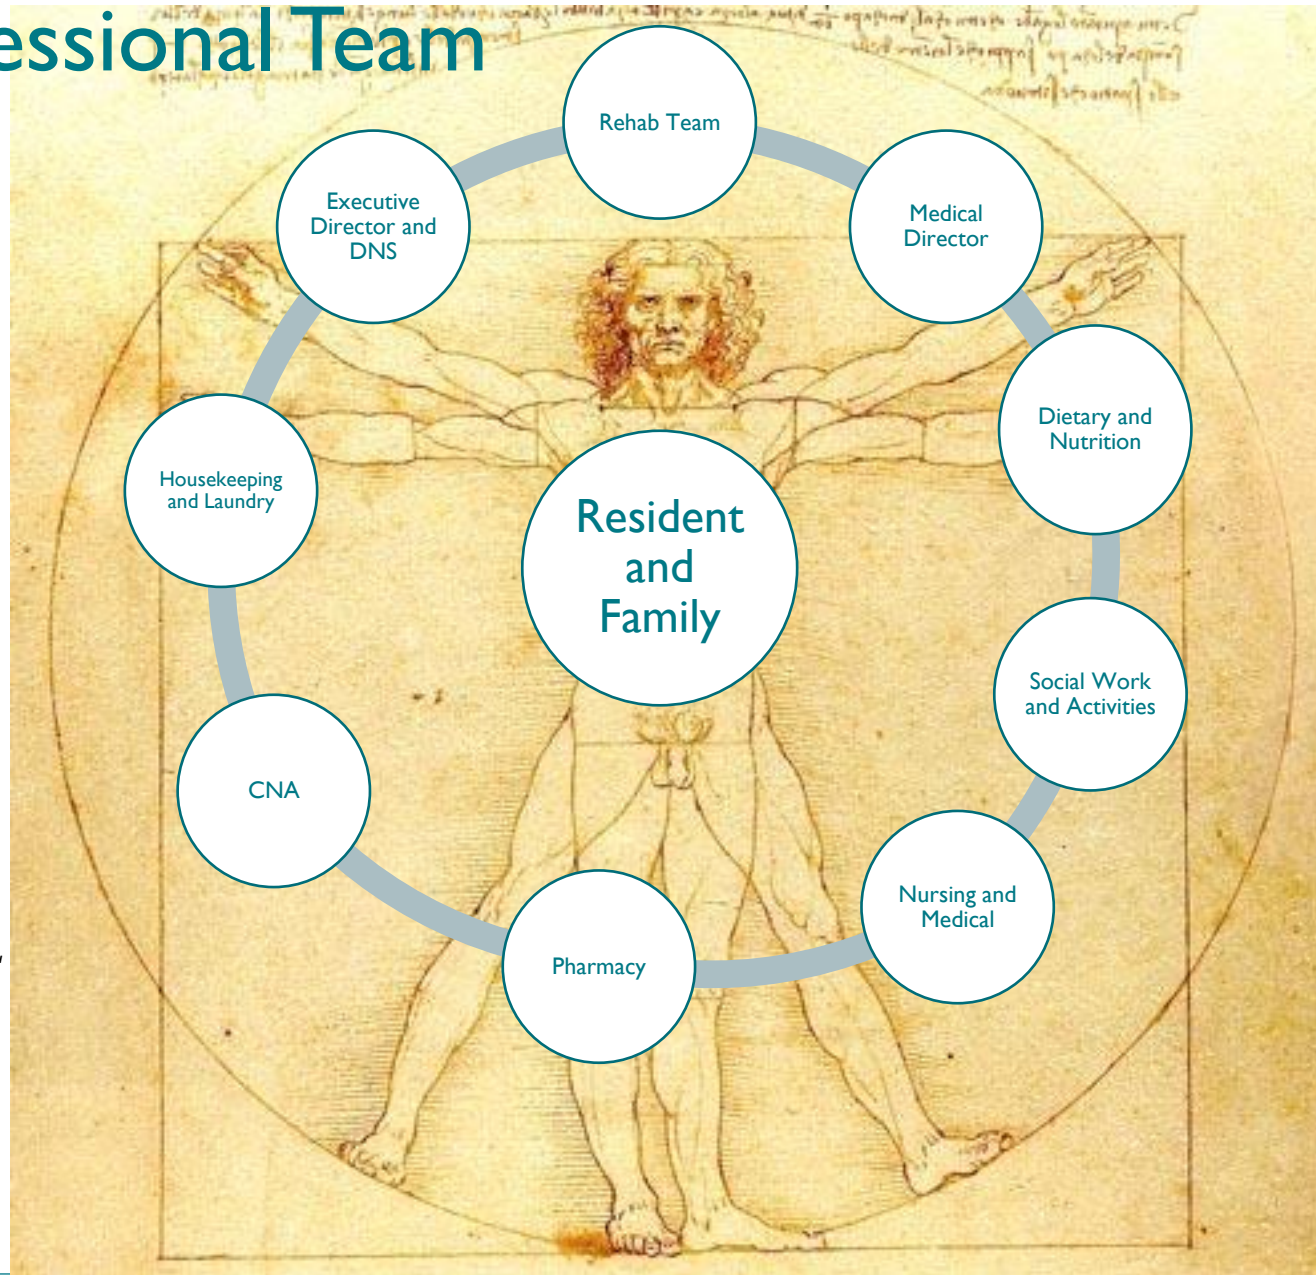 essional Team
Rehab Team
Medical
Director
Dietary and
Nutrition
Social Work
and Activities
Nursing and
Medical
Pharmacy
CNA
Housekeeping
and Laundry
Executive
Director and
DNS
Resident
and
Family